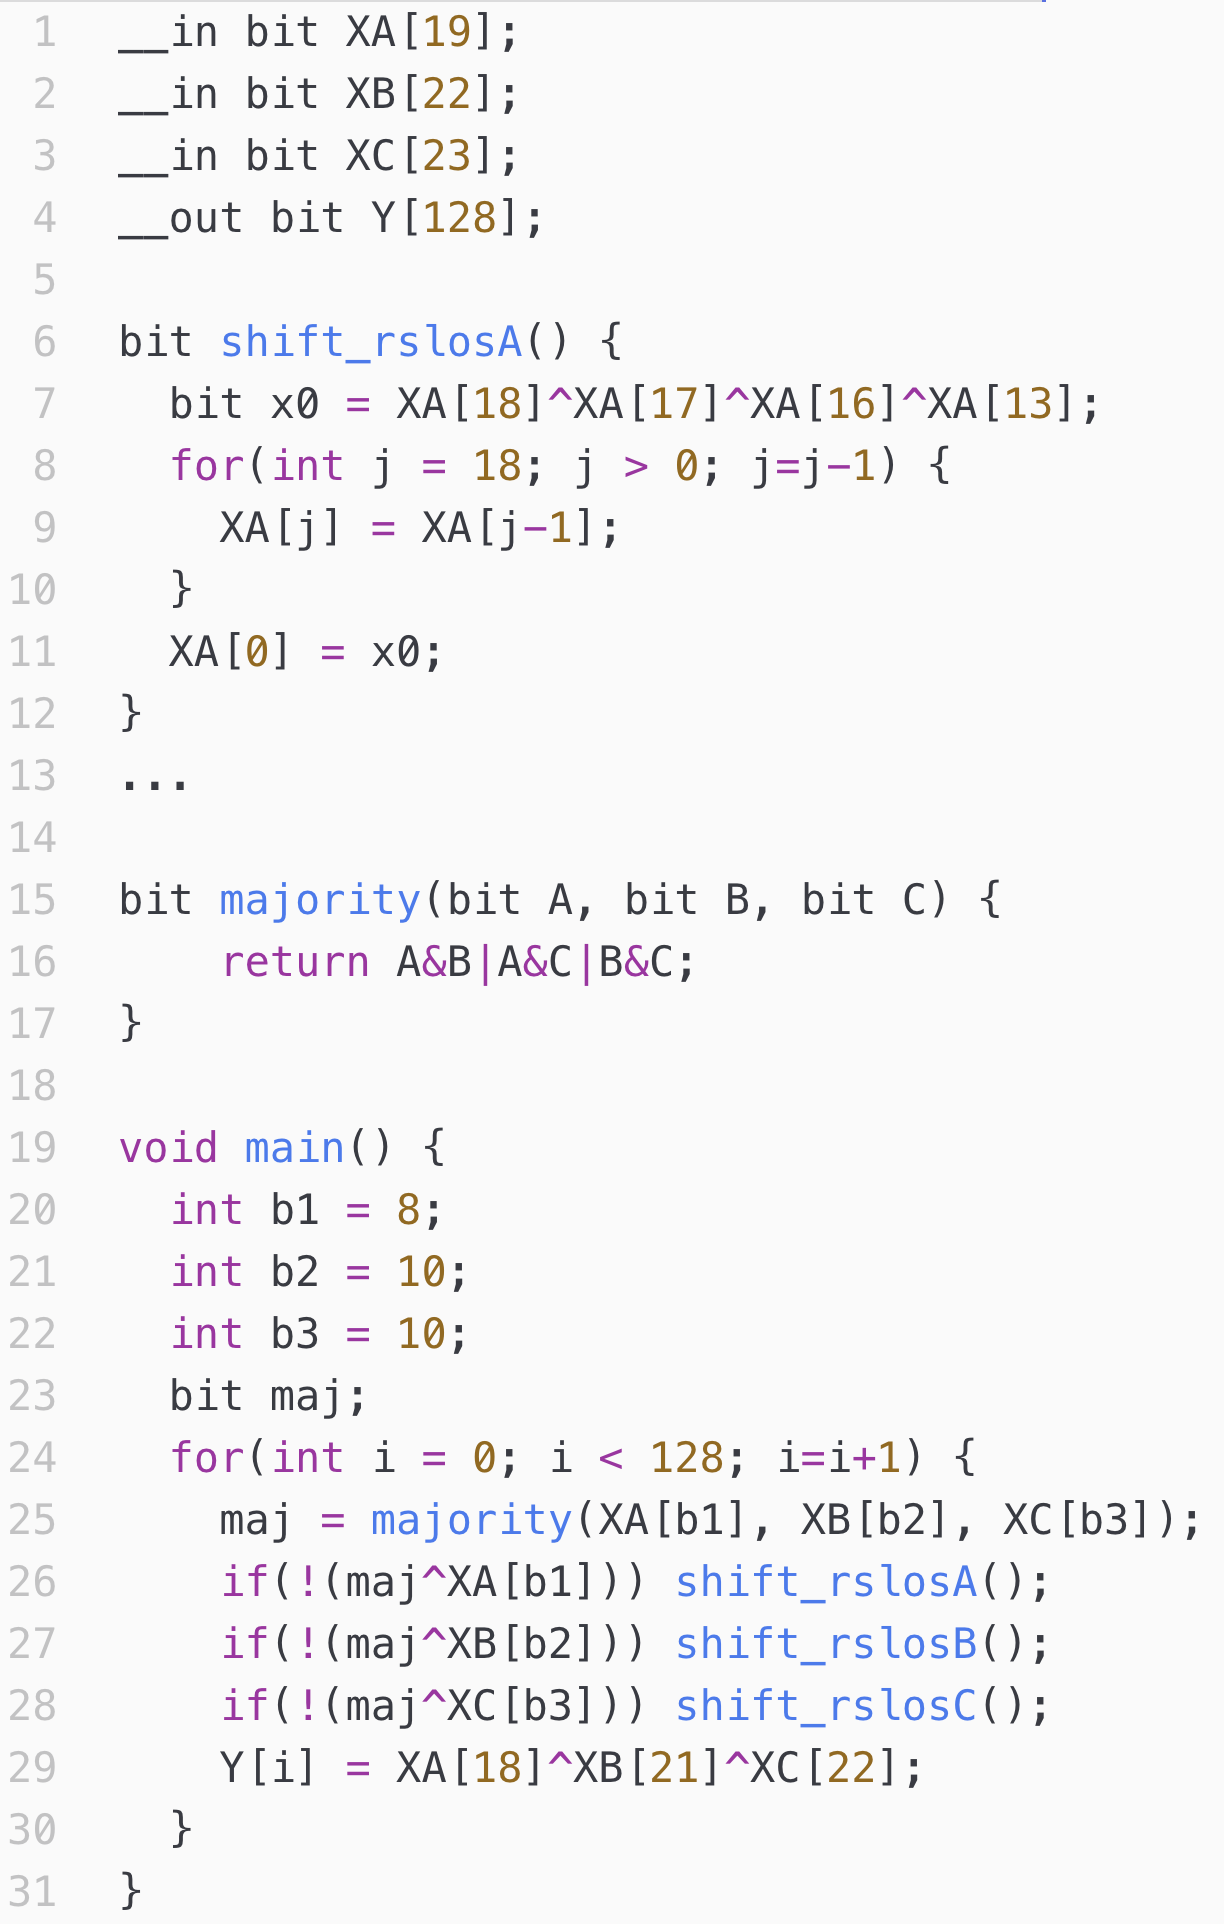 1 __in bit XA[19];
2 __in bit XB[22];
3 __in bit XC[23];
4 __out bit Y[128];
5
6 bit shift_rslosA() {
7   bit x0 = XA[18]^XA[17]^XA[16]^XA[13];
8   for(int j = 18; j > 0; j=j-1) {
9     XA[j] = XA[j-1];
10   }
11   XA[0] = x0;
12 }
13 ...
14
15 bit majority(bit A, bit B, bit C) {
16     return A&B|A&C|B&C;
17 }
18
19 void main() {
20   int b1 = 8;
21   int b2 = 10;
22   int b3 = 10;
23   bit maj;
24   for(int i = 0; i < 128; i=i+1) {
25     maj = majority(XA[b1], XB[b2], XC[b3]);
26     if(!(maj^XA[b1])) shift_rslosA();
27     if(!(maj^XB[b2])) shift_rslosB();
28     if(!(maj^XC[b3])) shift_rslosC();
29     Y[i] = XA[18]^XB[21]^XC[22];
30   }
31 }